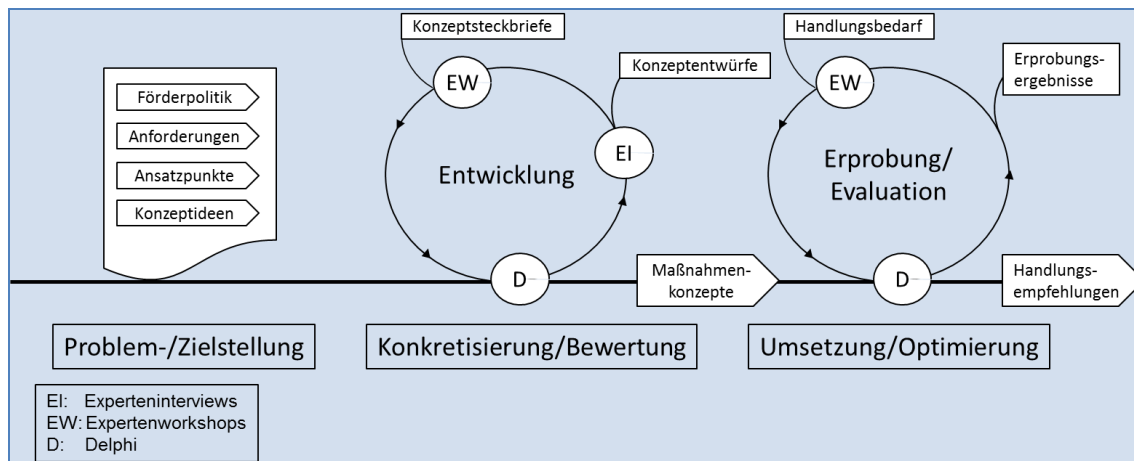 Förderpolitik
Anforderungen
Ansatzpunkte
Konzeptideen
Konzeptsteckbriefe
EW
Konzeptentwürfe
EI
Entwicklung
D
Maßnahmen-
konzepte
Handlungsbedarf
EW
Erprobungs-
ergebnisse
Erprobung/
Evaluation
D
Handlungs-
empfehlungen
Problem-/Zielstellung
Konkretisierung/Bewertung
Umsetzung/Optimierung
EI: Experteninterviews
EW: Expertenworkshops
D: Delphi